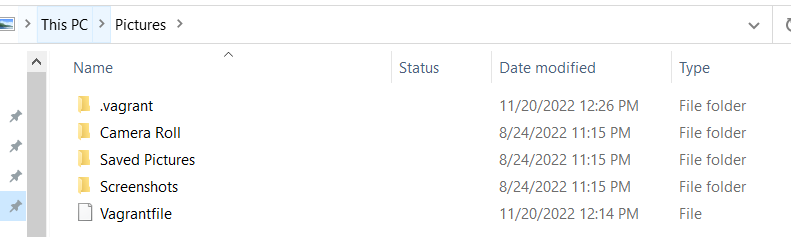 This PC Pictures
Name Status Date modified Type
.vagrant 11/20/2022 12:26 PM File folder
Camera Roll 8/24/2022 11:15 PM File folder
Saved Pictures 8/24/2022 11:15 PM File folder
Screenshots 8/24/2022 11:15 PM File folder
Vagrantfile 11/20/2022 12:14 PM File